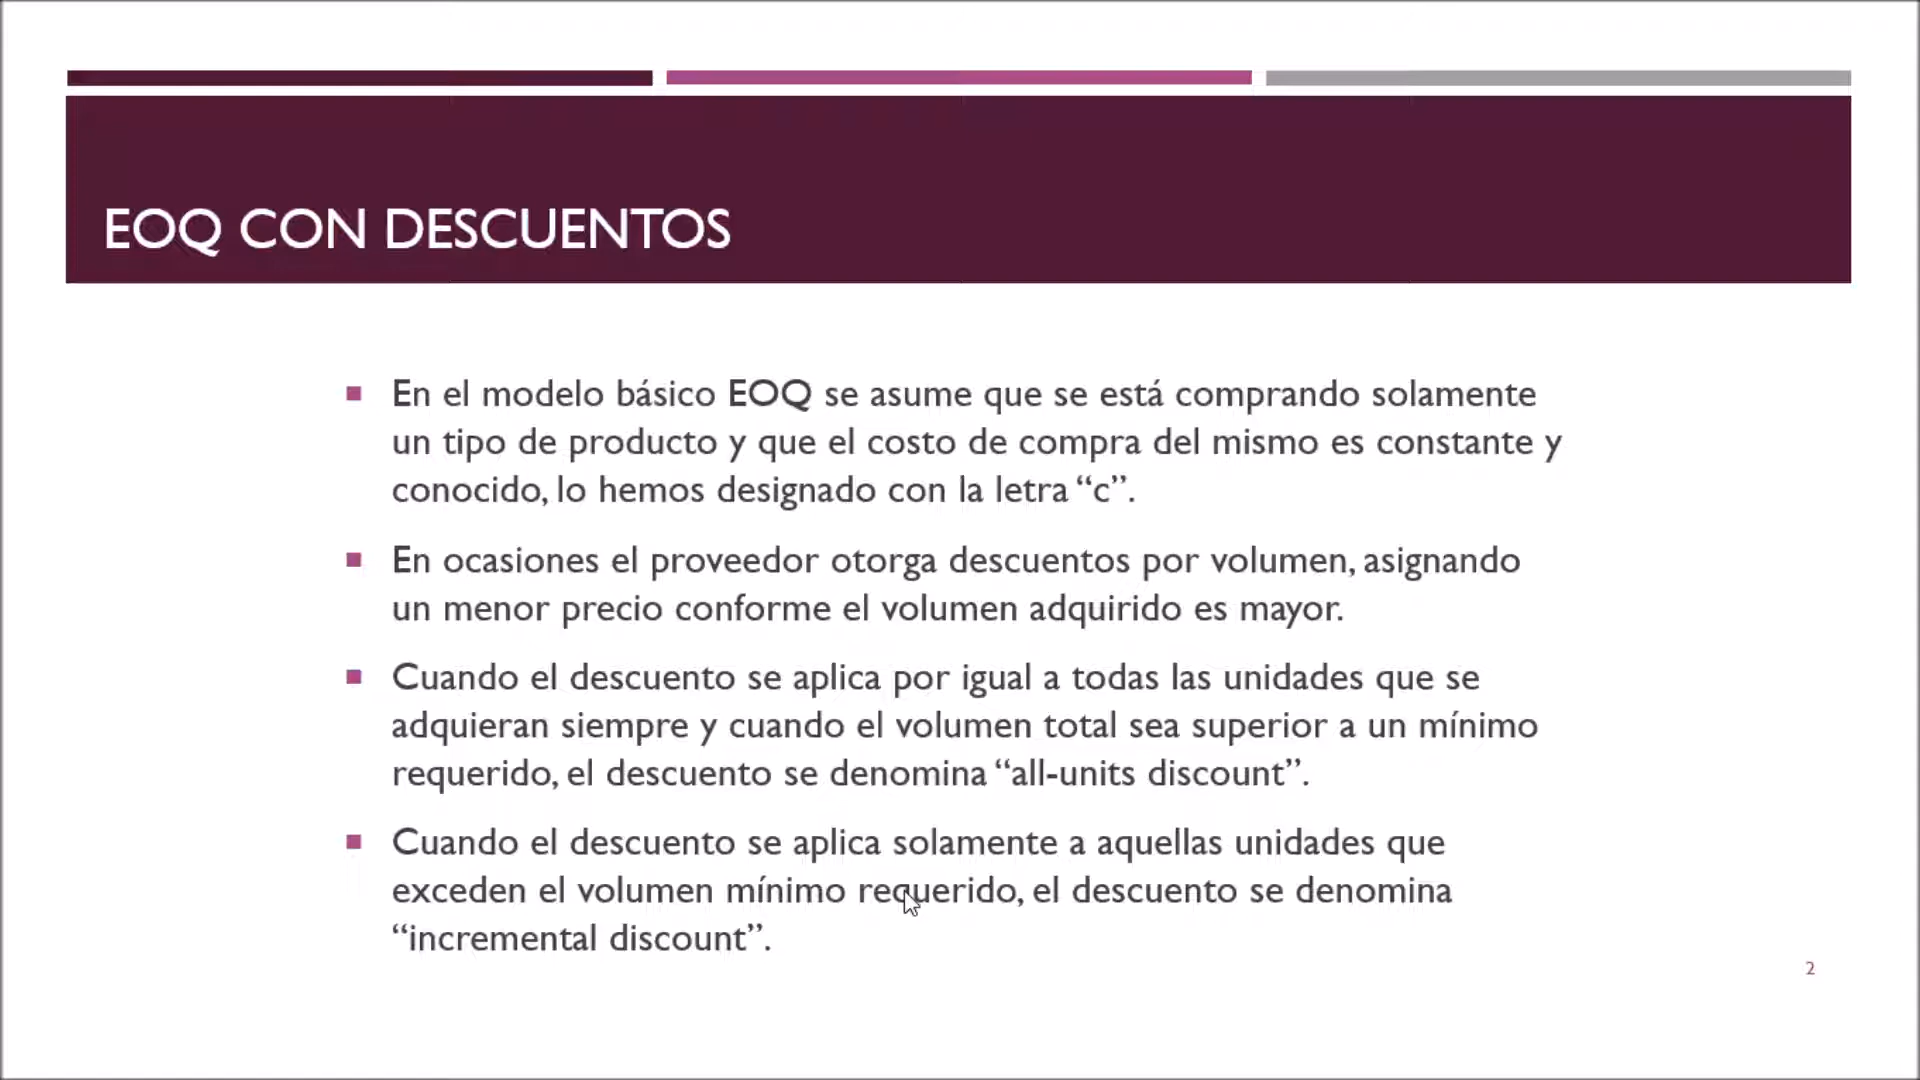 EOQ CON DESCUENTOS
En el modelo básico EOQ se asume que se está comprando solamente
un tipo de producto y que el costo de compra del mismo es constante y
conocido, lo hemos designado con la letra “c”.
En ocasiones el proveedor otorga descuentos por volumen, asignando
un menor precio conforme el volumen adquirido es mayor.
Cuando el descuento se aplica por igual a todas las unidades que se
adquieran siempre y cuando el volumen total sea superior a un mínimo
requerido, el descuento se denomina “all-units discount”.
Cuando el descuento se aplica solamente a aquellas unidades que
exceden el volumen mínimo requerido, el descuento se denomina
“incremental discount”.
2